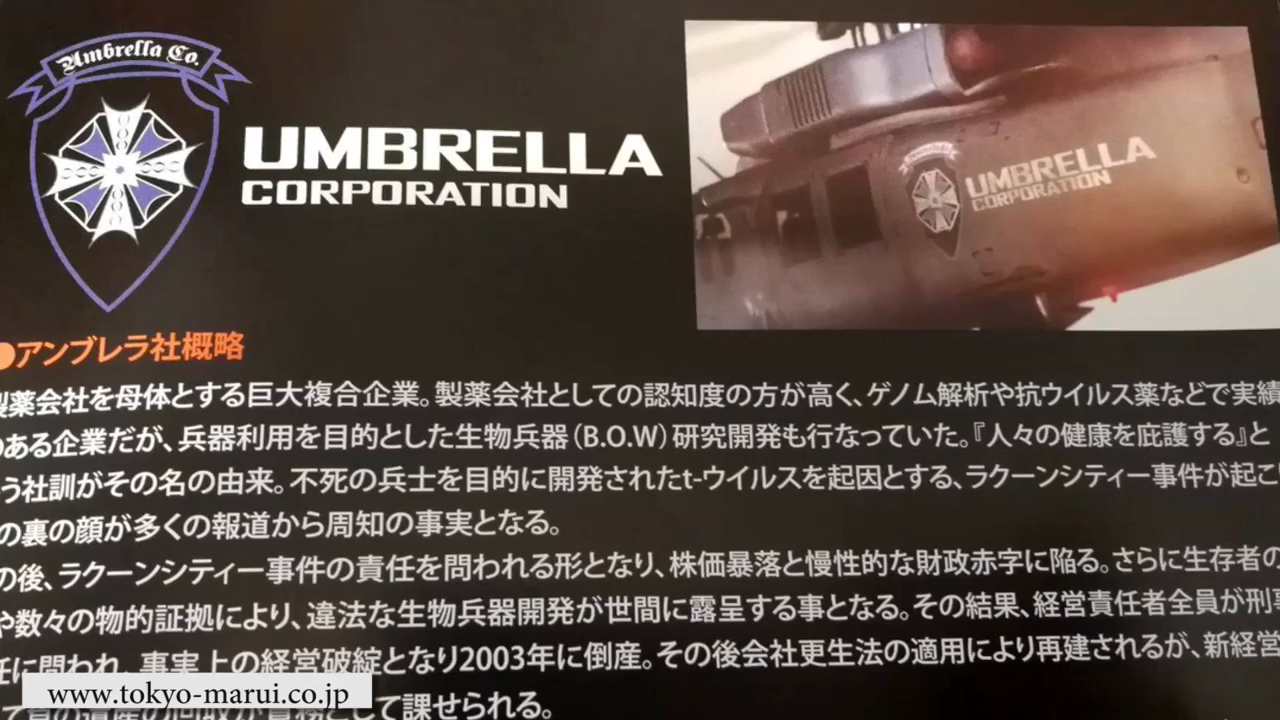 Umbrella Co.
UMBRELLA
CORPORATION
UMBRELLA
CORPORATION
●アンブレラ社概略
製薬会社を母体とする巨大複合企業。製薬会社としての認知度の方が高く、ゲノム解析や抗ウイルス薬などで実績
のある企業だが、兵器利用を目的とした生物兵器(B.O.W)研究開発も行なっていた。『人々の健康を庇護する』と
う社訓がその名の由来。不死の兵士を目的に開発されたt-ウイルスを起因とする、ラクーンシティー事件が起こ
の裏の顔が多くの報道から周知の事実となる。
の後、ラクーンシティー事件の責任を問われる形となり、株価暴落と慢性的な財政赤字に陥る。さらに生存者の
や数々の物的証拠により、違法な生物兵器開発が世間に露呈する事となる。その結果、経営責任者全員が刑事
任に問われ、事実上の経営破綻となり2003年に倒産。その後会社更生法の適用により再建されるが、新経営
して課せられる。
www.tokyo-marui.co.jp